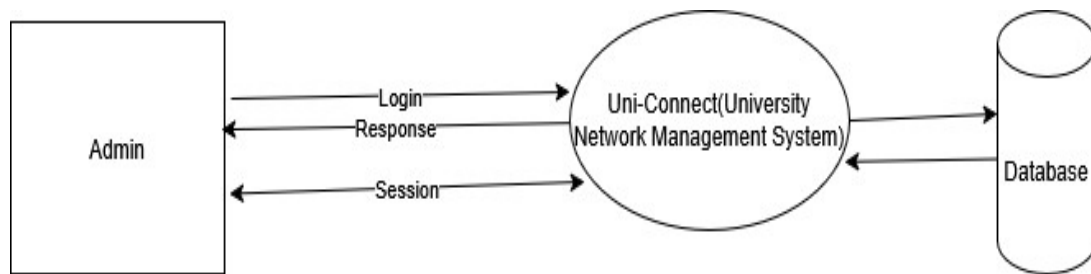 Admin
Login
Response
Session
Uni-Connect(University
Network Management System)
Database